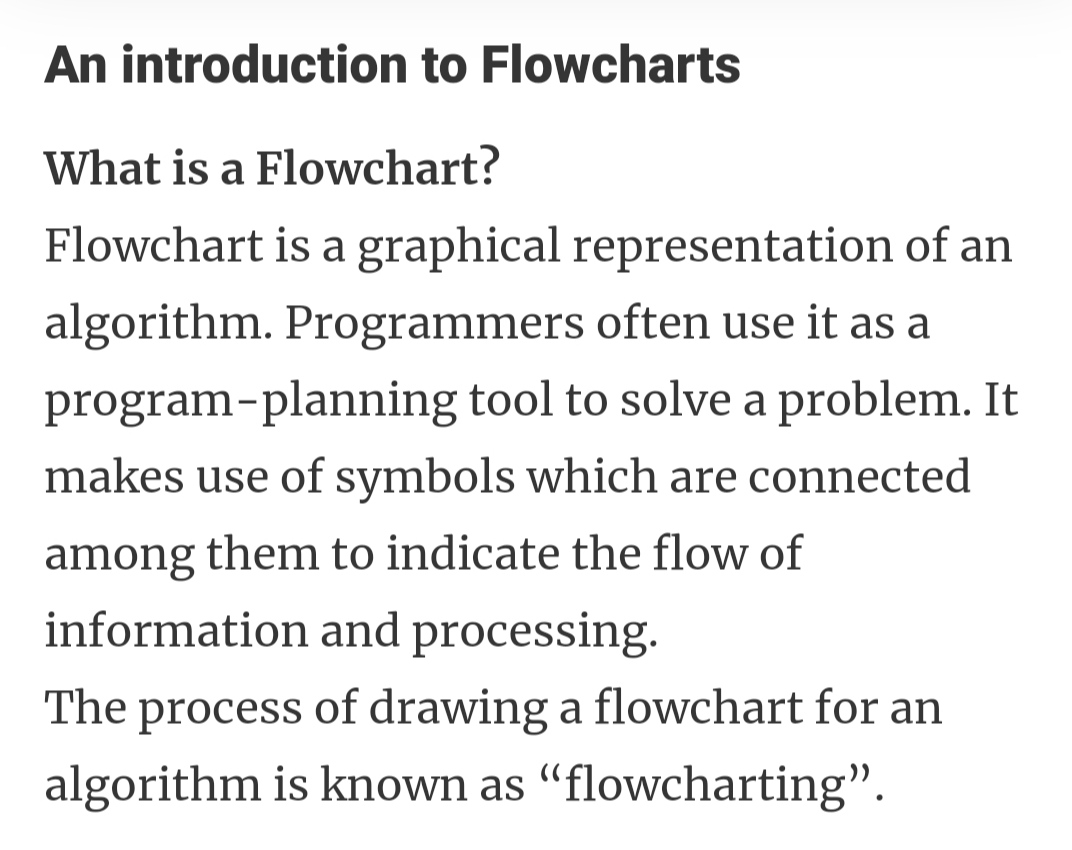 An introduction to Flowcharts
What is a Flowchart?
Flowchart is a graphical representation of an
algorithm. Programmers often use it as a
program-planning tool to solve a problem. It
makes use of symbols which are connected
among them to indicate the flow of
information and processing.
The process of drawing a flowchart for an
algorithm is known as “flowcharting”.